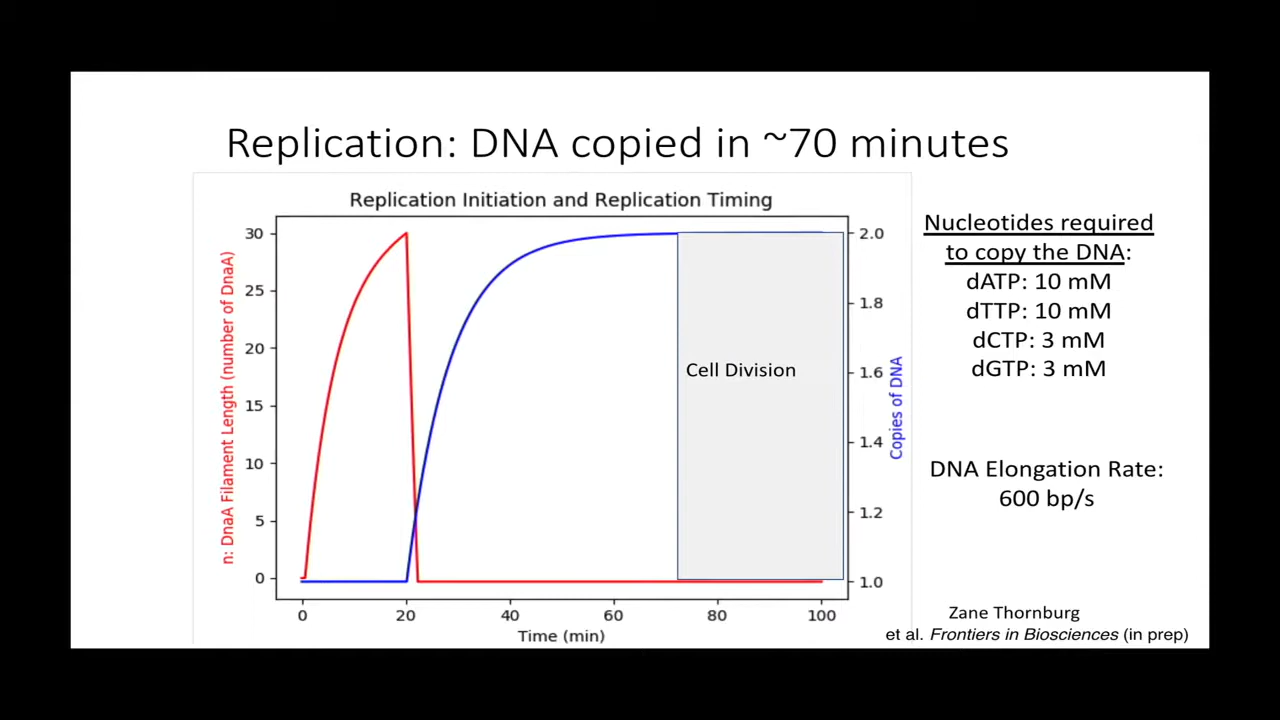 Replication: DNA copied in ~70 minutes
Replication Initiation and Replication Timing
n: DnaA Filament Length (number of DnaA)
30
25
20
15
10
5
0
Cell Division
2.0
1.8
1.6
1.4
1.2
1.0
Copies of DNA
0 20 40 60 80 100
Time (min)
Nucleotides required
to copy the DNA:
dATP: 10 mM
dTTP: 10 mM
dCTP: 3 mM
dGTP: 3 mM
DNA Elongation Rate:
600 bp/s
Zane Thornburg
et al. Frontiers in Biosciences (in prep)